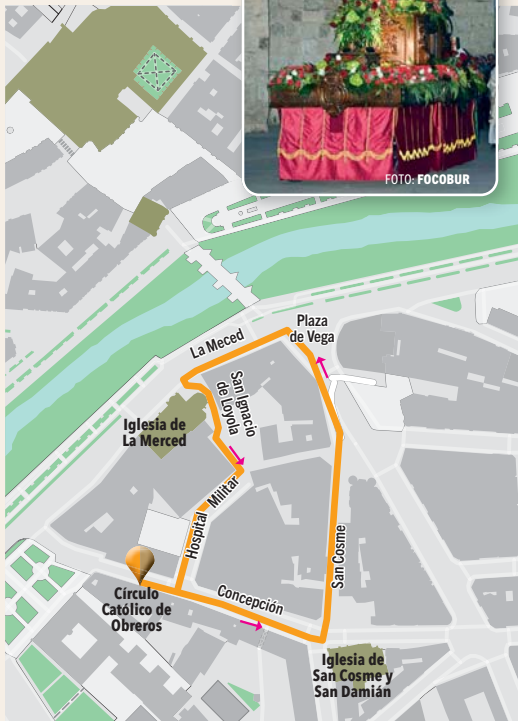 FOTO: FOCOBUR
Plaza
de Vega
La Meced
San Ignacio
de Loyola
Iglesia de
La Merced
Hospital
Militar
San Cosme
Concepción
Círculo
Católico de
Obreros
Iglesia de
San Cosme y
San Damián